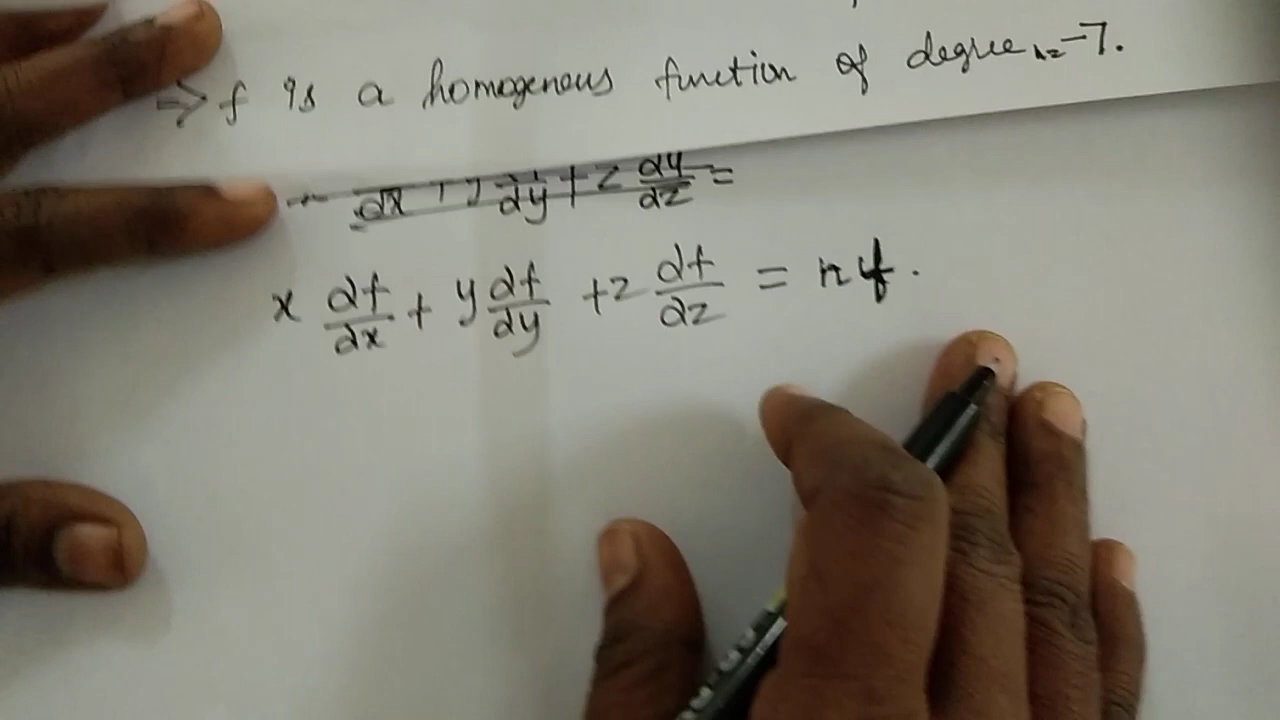 ⇒ f is a homogenous function of degree n=-7.
∂x + y ∂y + z ∂u/∂z =
x ∂f/∂x + y ∂f/∂y + z ∂f/∂z = nf.